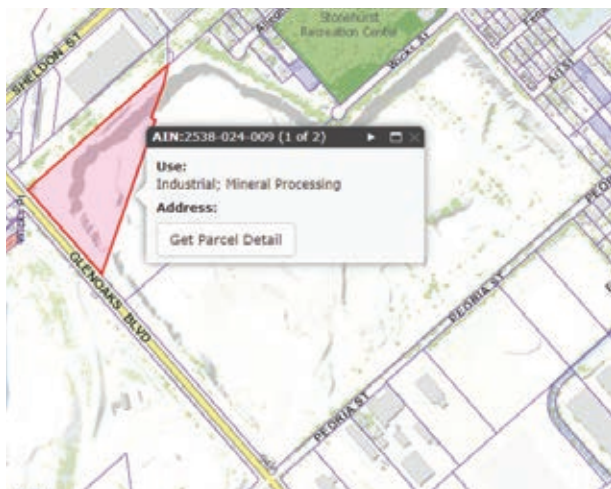 Stonehurst
Recreation Center
SHELDON ST
Wicks St
AIN:2538-024-009 (1 of 2)
Use:
Industrial; Mineral Processing
Address:
Get Parcel Detail
GLENOAKS BLVD
PEORIA ST
PEORIA ST